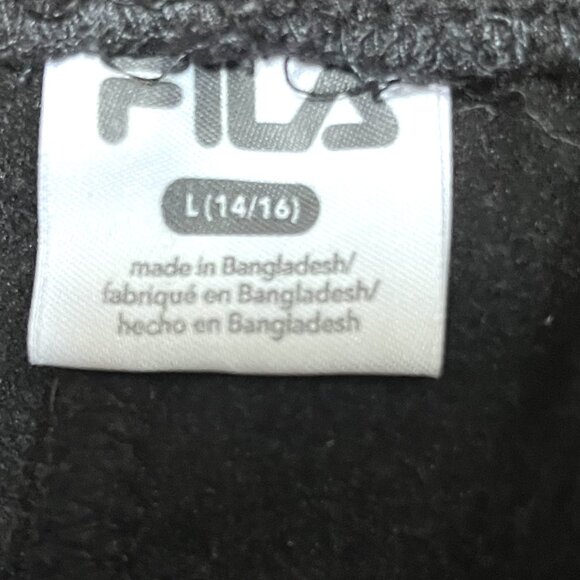 FILA
L (14/16)
made in Bangladesh/
fabriqué en Bangladesh/
hecho en Bangladesh